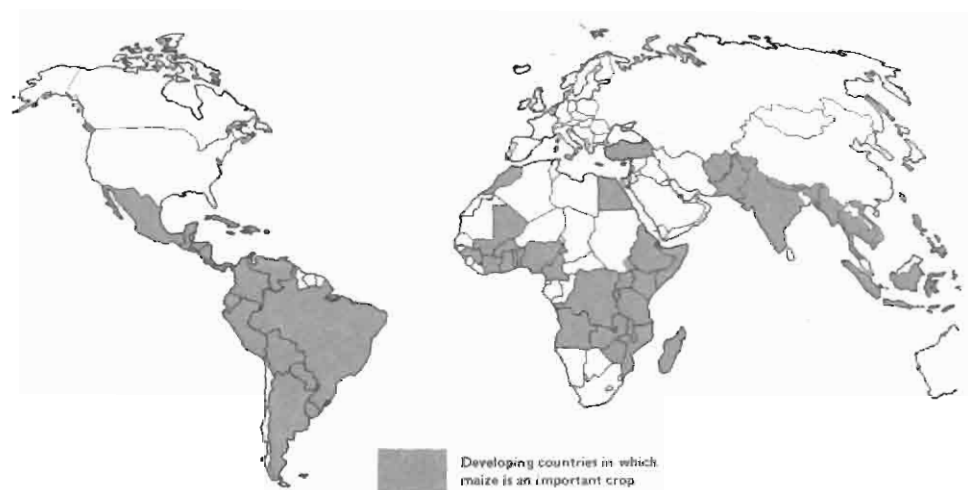 Developing countries in which
maize is an important crop